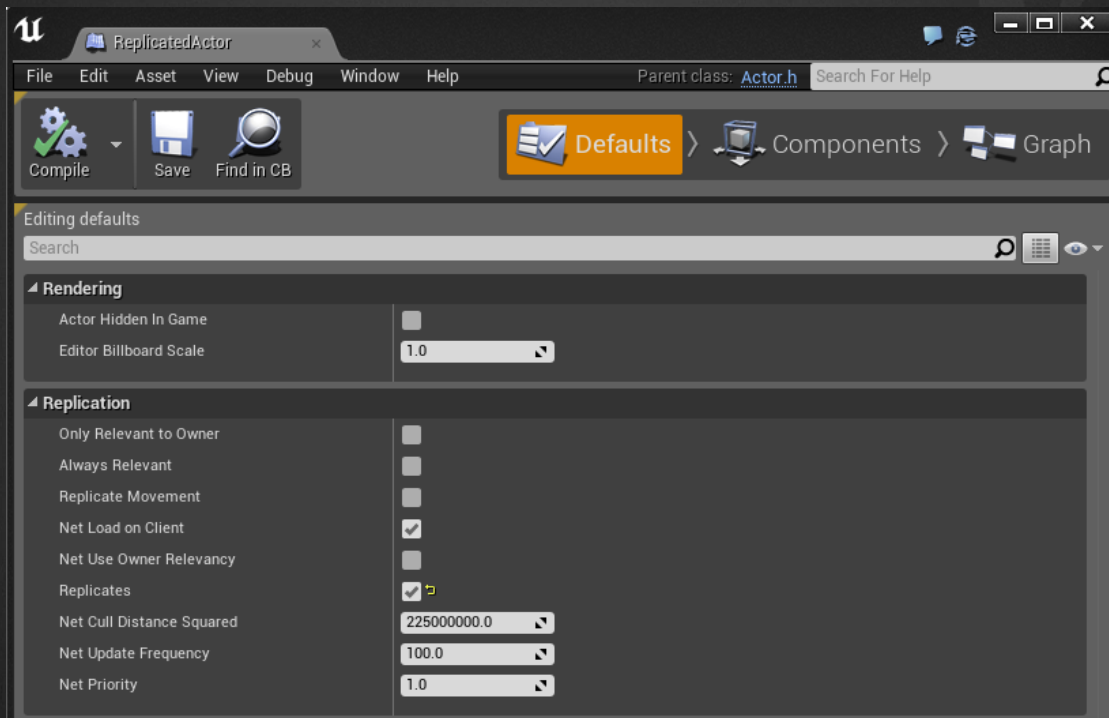 ReplicatedActor
File Edit Asset View Debug Window Help Parent class: Actor.h Search For Help
Compile Save Find in CB Defaults Components Graph
Editing defaults
Search
Rendering
Actor Hidden In Game
Editor Billboard Scale 1.0
Replication
Only Relevant to Owner
Always Relevant
Replicate Movement
Net Load on Client
Net Use Owner Relevancy
Replicates
Net Cull Distance Squared 225000000.0
Net Update Frequency 100.0
Net Priority 1.0